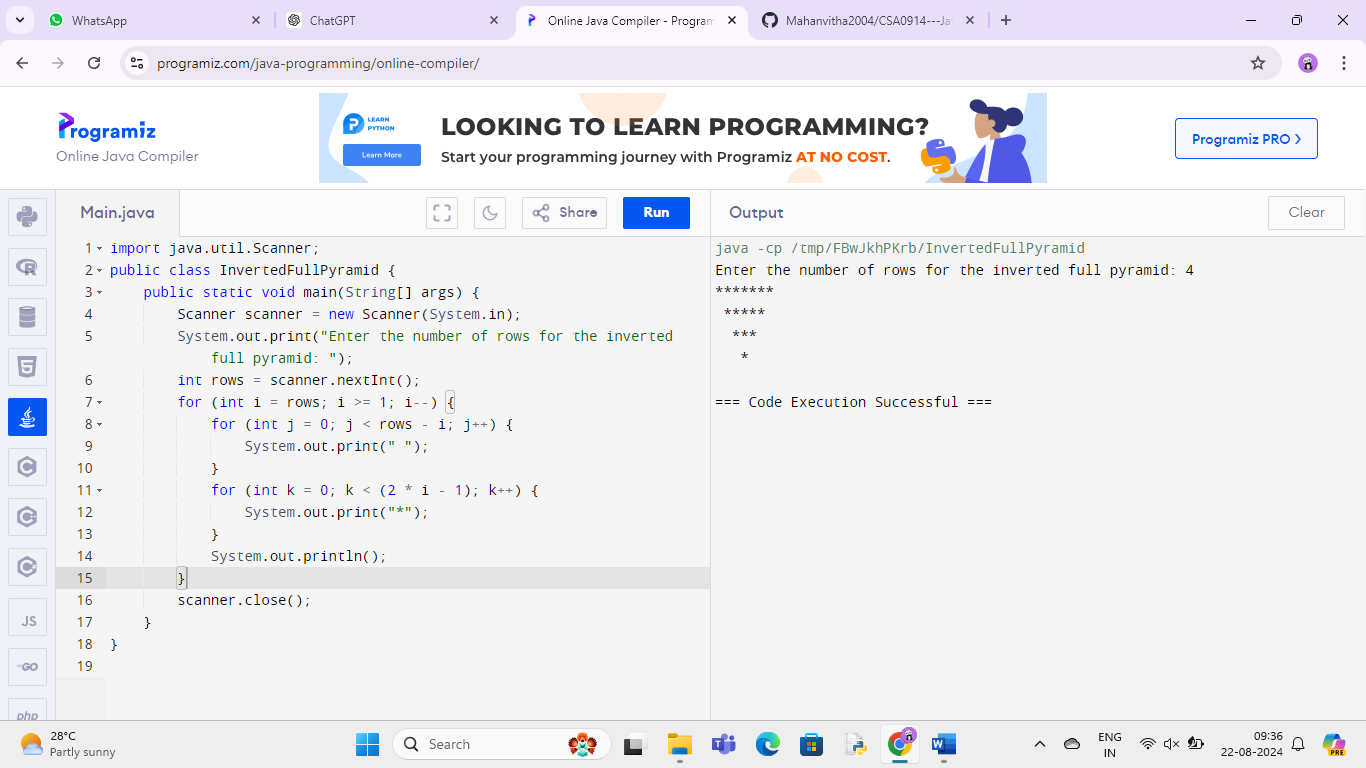 WhatsApp
ChatGPT
Online Java Compiler - Program
Mahanvitha2004/CSA0914---Ja
programiz.com/java-programming/online-compiler/
Programiz
Online Java Compiler
LEARN
PYTHON
Learn More
LOOKING TO LEARN PROGRAMMING?
Start your programming journey with Programiz AT NO COST.
Programiz PRO
Main.java
Share
Run
Output
Clear
1 import java.util.Scanner;
2 public class InvertedFullPyramid {
3     public static void main(String[] args) {
4         Scanner scanner = new Scanner(System.in);
5         System.out.print("Enter the number of rows for the inverted
            full pyramid: ");
6         int rows = scanner.nextInt();
7         for (int i = rows; i >= 1; i--) {
8             for (int j = 0; j < rows - i; j++) {
9                 System.out.print(" ");
10             }
11             for (int k = 0; k < (2 * i - 1); k++) {
12                 System.out.print("*");
13             }
14             System.out.println();
15         }
16         scanner.close();
17     }
18 }
19
java -cp /tmp/FBwJkhPKrb/InvertedFullPyramid
Enter the number of rows for the inverted full pyramid: 4
*******
 *****
  ***
   *
=== Code Execution Successful ===
JS
GO
php
28°C
Partly sunny
Search
ENG
IN
09:36
22-08-2024
PRE